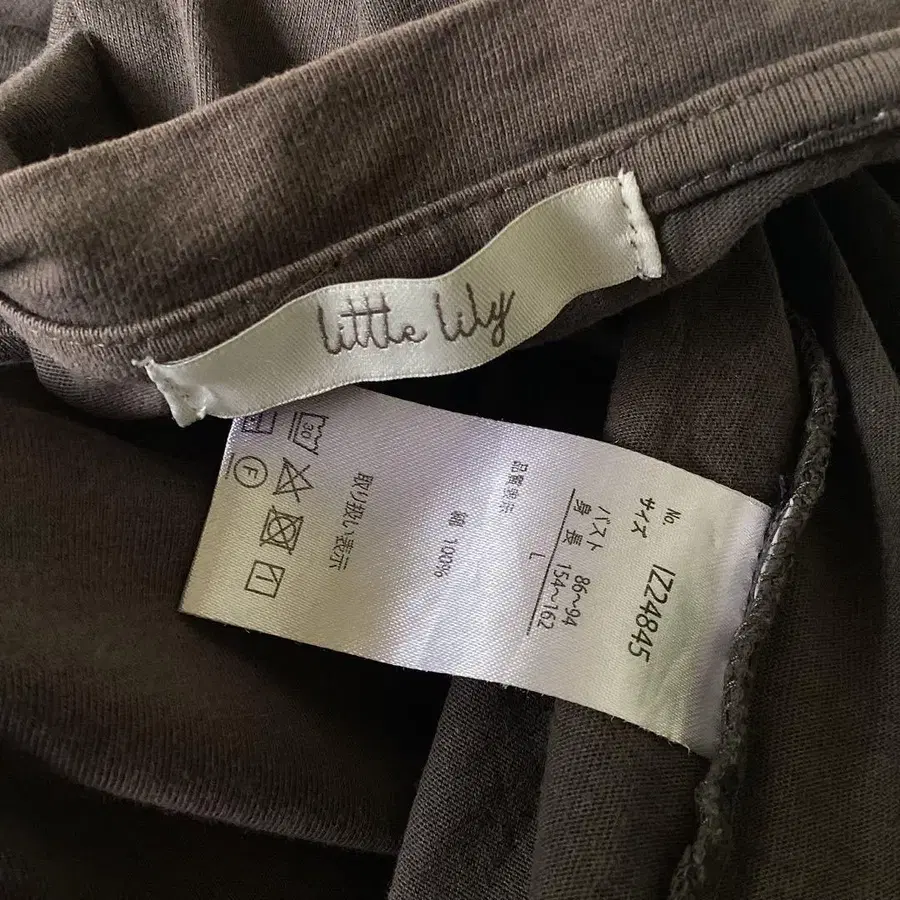 little lily
No. IZ24845
サイズ
バスト 86~94
身長 154~162
L
品質表示
綿 100%
取り扱い表示
30
F